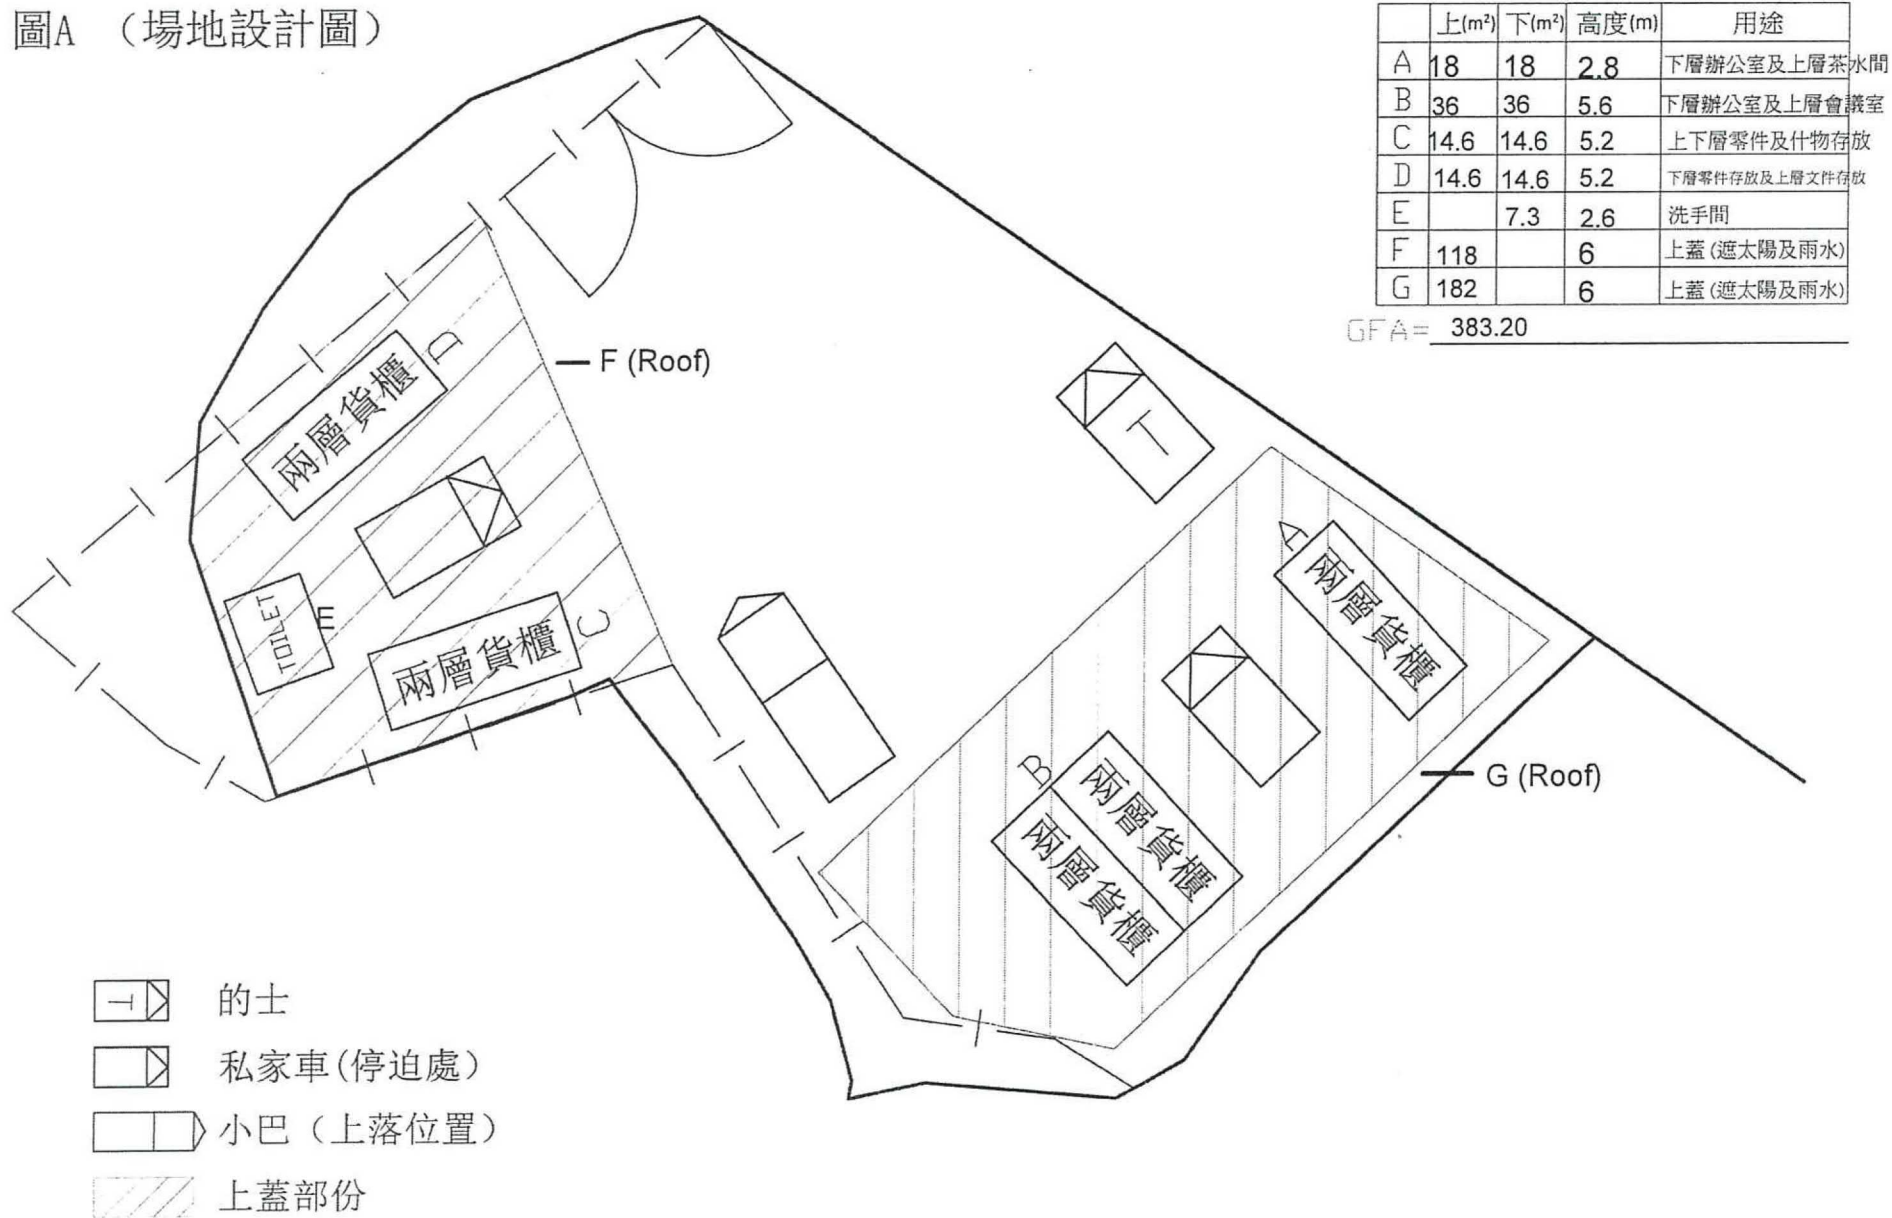 圖A （場地設計圖）
上(m²) 下(m²) 高度(m) 用途
A 18 18 2.8 下層辦公室及上層茶水間
B 36 36 5.6 下層辦公室及上層會議室
C 14.6 14.6 5.2 上下層零件及什物存放
D 14.6 14.6 5.2 下層零件存放及上層文件存放
E 7.3 2.6 洗手間
F 118 6 上蓋(遮太陽及雨水)
G 182 6 上蓋(遮太陽及雨水)
GFA= 383.20
F (Roof)
D
兩層貨櫃
T
A
兩層貨櫃
TOILET
E
C
兩層貨櫃
B
兩層貨櫃
兩層貨櫃
G (Roof)
T 的士
私家車(停迫處)
小巴（上落位置）
上蓋部份